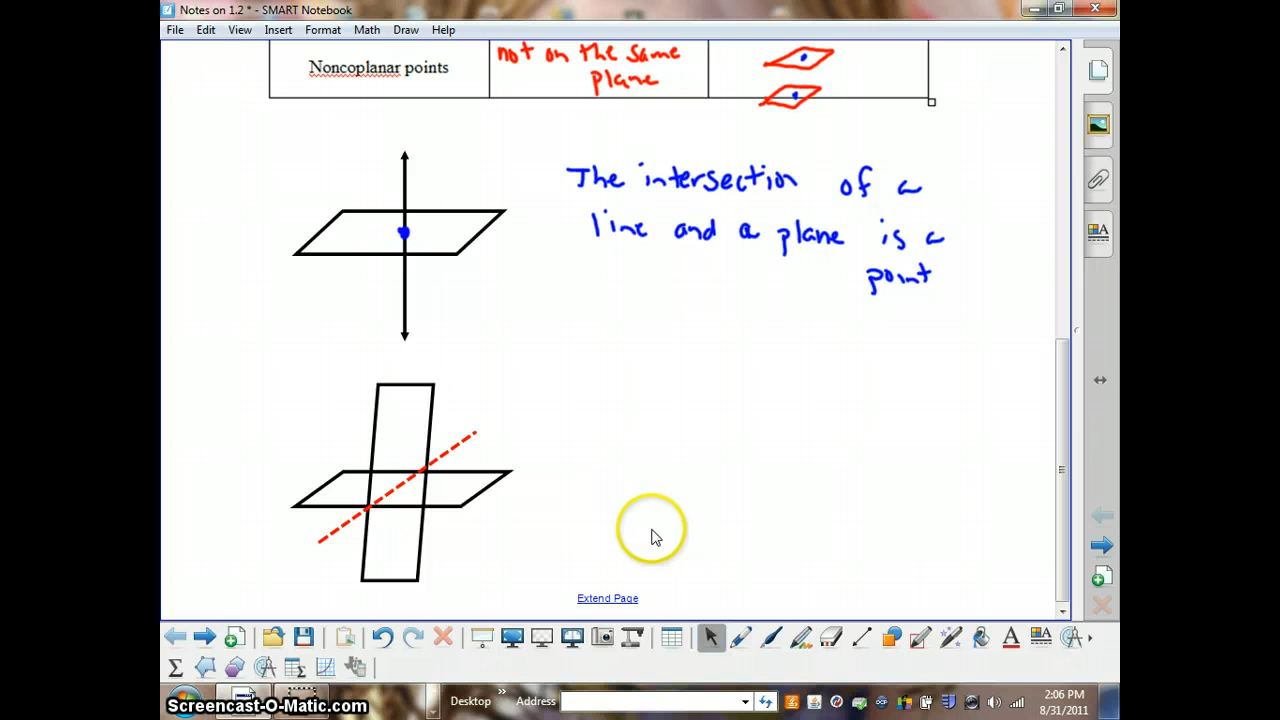 Notes on 1.2 * - SMART Notebook
File Edit View Insert Format Math Draw Help
Noncoplanar points
not on the same
plane
The intersection of a
line and a plane is a
point
Extend Page
Desktop
Address
2:06 PM
8/31/2011
Screencast-O-Matic.com